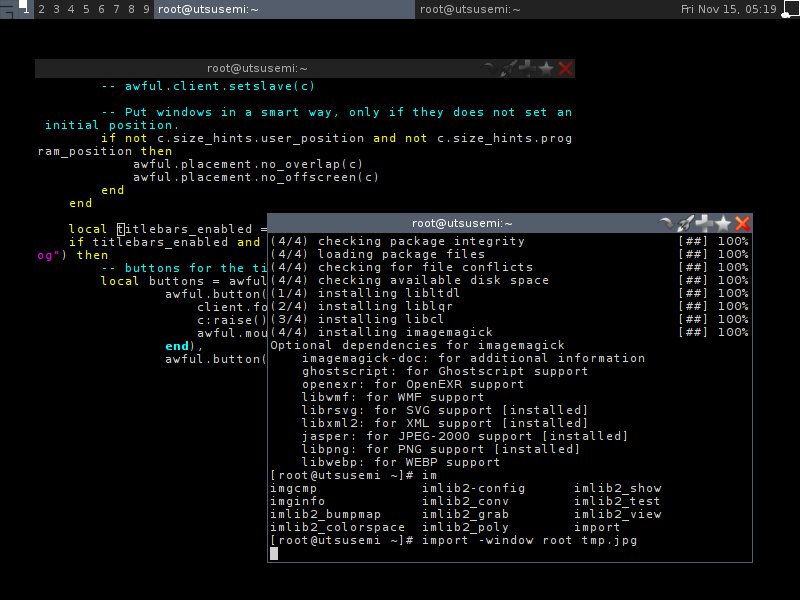 1 2 3 4 5 6 7 8 9 root@utsusemi:~ root@utsusemi:~ Fri Nov 15, 05:19
root@utsusemi:~
-- awful.client.setslave(c)
-- Put windows in a smart way, only if they does not set an
initial position.
if not c.size_hints.user_position and not c.size_hints.prog
ram_position then
awful.placement.no_overlap(c)
awful.placement.no_offscreen(c)
end
end
local titlebars_enabled =
if titlebars_enabled and
og") then
-- buttons for the ti
local buttons = awful
awful.button(
client.fo
c:raise()
awful.mou
end),
awful.button(
root@utsusemi:~
(4/4) checking package integrity [##] 100%
(4/4) loading package files [##] 100%
(4/4) checking for file conflicts [##] 100%
(4/4) checking available disk space [##] 100%
(1/4) installing libltdl [##] 100%
(2/4) installing liblqr [##] 100%
(3/4) installing libcl [##] 100%
(4/4) installing imagemagick [##] 100%
Optional dependencies for imagemagick
imagemagick-doc: for additional information
ghostscript: for Ghostscript support
openexr: for OpenEXR support
libwmf: for WMF support
librsvg: for SVG support [installed]
libxml2: for XML support [installed]
jasper: for JPEG-2000 support [installed]
libpng: for PNG support [installed]
libwebp: for WEBP support
[root@utsusemi ~]# im
imgcmp imlib2-config imlib2_show
imginfo imlib2_conv imlib2_test
imlib2_bumpmap imlib2_grab imlib2_view
imlib2_colorspace imlib2_poly import
[root@utsusemi ~]# import -window root tmp.jpg